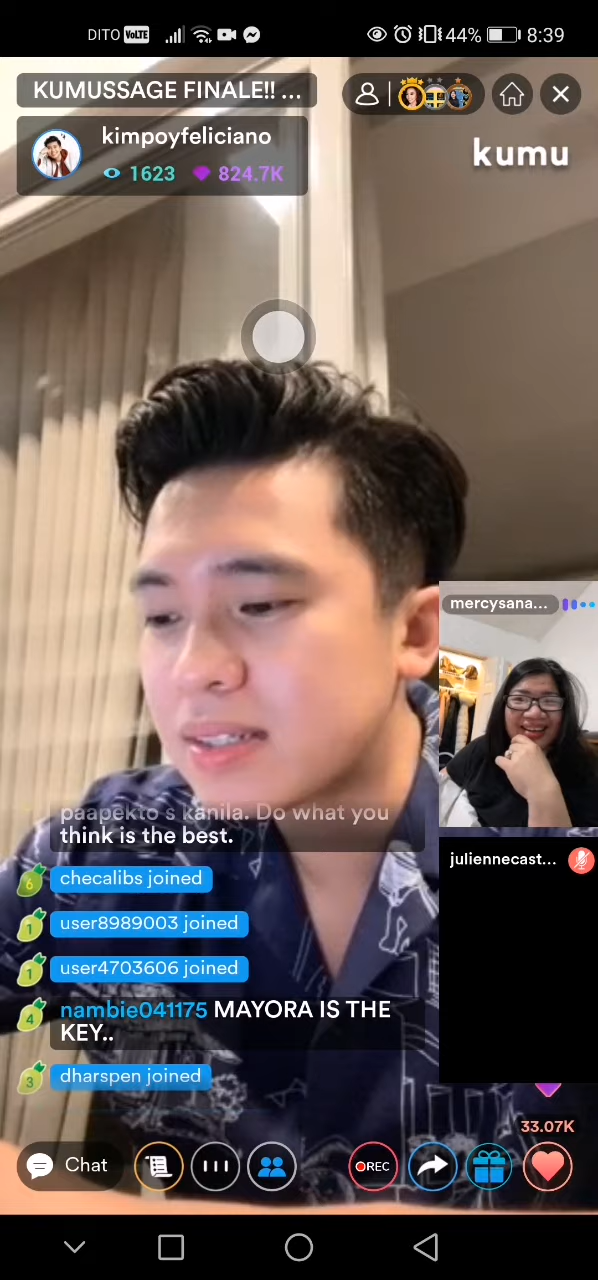 DITO VoLTE 44% 8:39
KUMUSSAGE FINALE!! ...
kimpoyfeliciano
1623 824.7K
kumu
mercysana...
paapekto s kanila. Do what you
think is the best.
juliennecast...
6 checalibs joined
1 user8989003 joined
1 user4703606 joined
4 nambie041175 MAYORA IS THE
KEY..
3 dharspen joined
33.07K
Chat REC